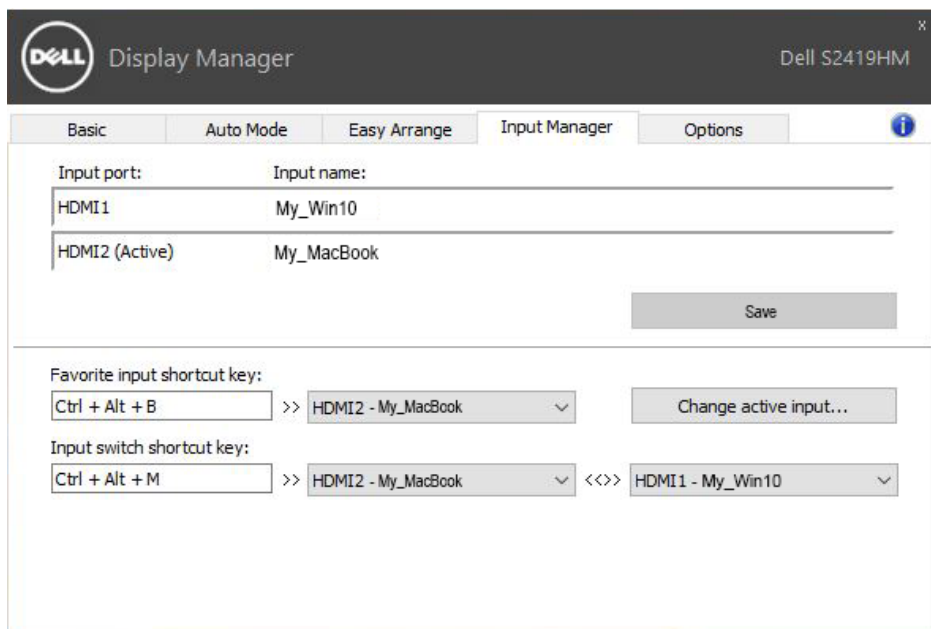 x
DELL Display Manager Dell S2419HM
Basic Auto Mode Easy Arrange Input Manager Options i
Input port: Input name:
HDMI1 My_Win10
HDMI2 (Active) My_MacBook
Save
Favorite input shortcut key:
Ctrl + Alt + B >> HDMI2 - My_MacBook Change active input...
Input switch shortcut key:
Ctrl + Alt + M >> HDMI2 - My_MacBook <<>> HDMI1 - My_Win10